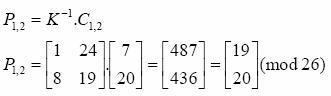 P₁,₂ = K⁻¹.C₁,₂
P₁,₂ = [1 24; 8 19].[7; 20] = [487; 436] = [19; 20](mod 26)